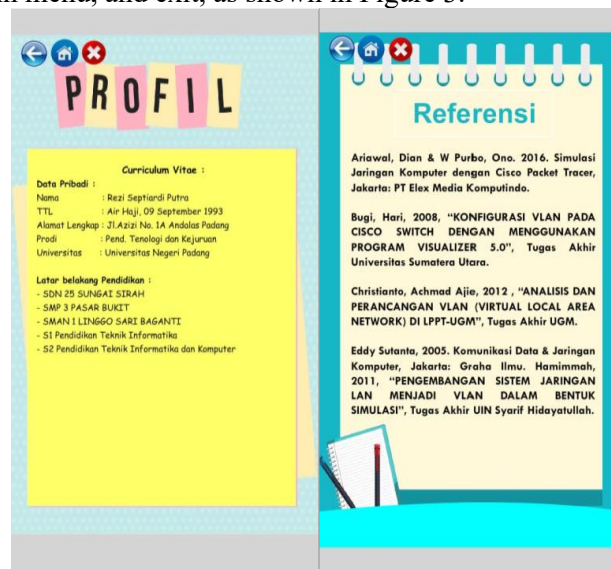 in menu, and exit, as shown in Figure 3.
PROFIL
Curriculum Vitae :
Data Pribadi :
Nama : Rezi Septiardi Putra
TTL : Air Haji, 09 September 1993
Alamat Lengkap : Jl.Azizi No. 1A Andalas Padang
Prodi : Pend. Tenologi dan Kejuruan
Universitas : Universitas Negeri Padang
Latar belakang Pendidikan :
- SDN 25 SUNGAI SIRAH
- SMP 3 PASAR BUKIT
- SMAN 1 LINGGO SARI BAGANTI
- S1 Pendidikan Teknik Informatika
- S2 Pendidikan Teknik Informatika dan Komputer
Referensi
Ariawal, Dian & W Purbo, Ono. 2016. Simulasi
Jaringan Komputer dengan Cisco Packet Tracer,
Jakarta: PT Elex Media Komputindo.
Bugi, Hari, 2008, “KONFIGURASI VLAN PADA
CISCO SWITCH DENGAN MENGGUNAKAN
PROGRAM VISUALIZER 5.0”, Tugas Akhir
Universitas Sumatera Utara.
Christianto, Achmad Ajie, 2012 , “ANALISIS DAN
PERANCANGAN VLAN (VIRTUAL LOCAL AREA
NETWORK) DI LPPT-UGM”, Tugas Akhir UGM.
Eddy Sutanta, 2005. Komunikasi Data & Jaringan
Komputer, Jakarta: Graha Ilmu. Hamimmah,
2011, “PENGEMBANGAN SISTEM JARINGAN
LAN MENJADI VLAN DALAM BENTUK
SIMULASI”, Tugas Akhir UIN Syarif Hidayatullah.